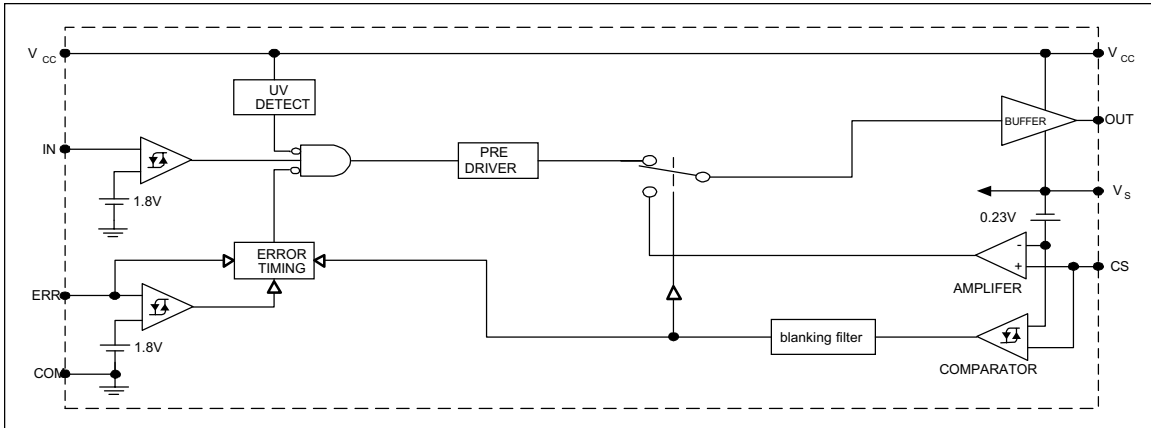 V CC
V CC
UV
DETECT
BUFFER
OUT
IN
PRE
DRIVER
1.8V
V S
0.23V
-
+
ERROR
TIMING
CS
AMPLIFER
ERR
blanking filter
1.8V
COM
COMPARATOR